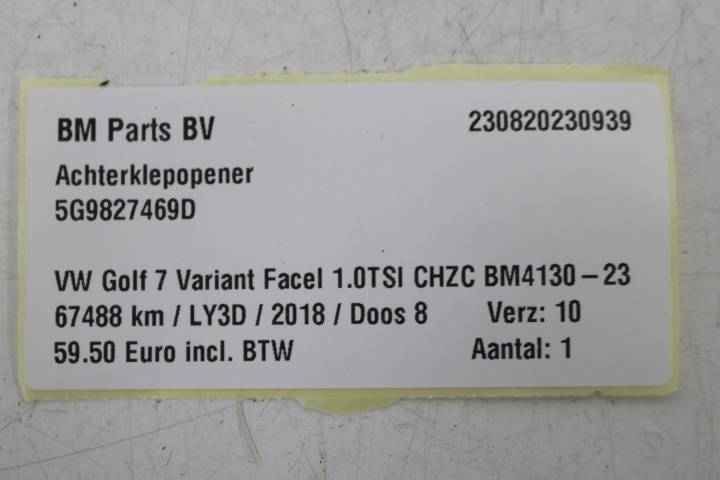 BM Parts BV 230820230939
Achterklepopener
5G9827469D
VW Golf 7 Variant Facel 1.0TSI CHZC BM4130-23
67488 km / LY3D / 2018 / Doos 8 Verz: 10
59.50 Euro incl. BTW Aantal: 1